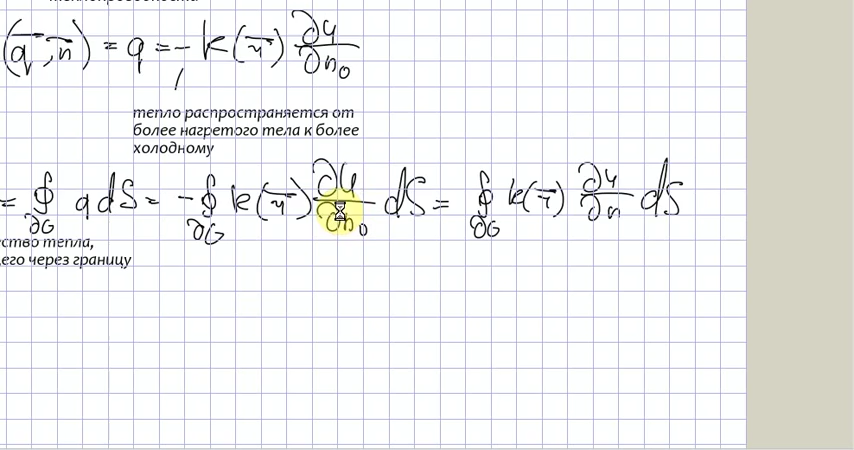 (q⃗, n⃗) = q = - k(r⃗) ∂u/∂n₀
тепло распространяется от
более нагретого тела к более
холодному
= ∮∂G q dS = - ∮∂G k(r⃗) ∂u/∂n₀ dS = ∮∂G k(r⃗) ∂u/∂n dS
ство тепла,
его через границу